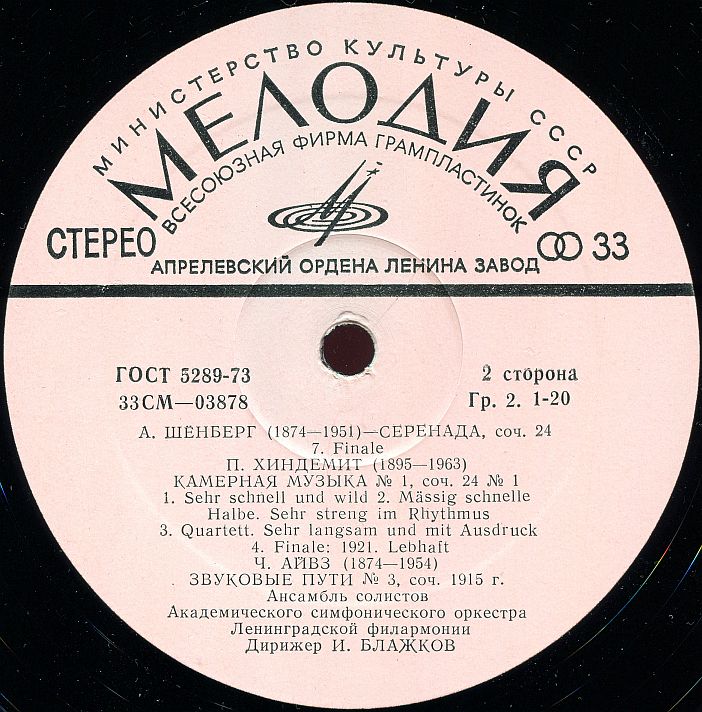 МИНИСТЕРСТВО КУЛЬТУРЫ СССР
МЕЛОДИЯ
ВСЕСОЮЗНАЯ ФИРМА ГРАМПЛАСТИНОК
СТЕРЕО
33
АПРЕЛЕВСКИЙ ОРДЕНА ЛЕНИНА ЗАВОД
ГОСТ 5289-73
2 сторона
33СМ—03878
Гр. 2. 1-20
А. ШЁНБЕРГ (1874—1951)—СЕРЕНАДА, соч. 24
7. Finale
П. ХИНДЕМИТ (1895—1963)
КАМЕРНАЯ МУЗЫКА № 1, соч. 24 № 1
1. Sehr schnell und wild 2. Mässig schnelle
Halbe. Sehr streng im Rhythmus
3. Quartett. Sehr langsam und mit Ausdruck
4. Finale: 1921. Lebhaft
Ч. АЙВЗ (1874—1954)
ЗВУКОВЫЕ ПУТИ № 3, соч. 1915 г.
Ансамбль солистов
Академического симфонического оркестра
Ленинградской филармонии
Дирижер И. БЛАЖКОВ